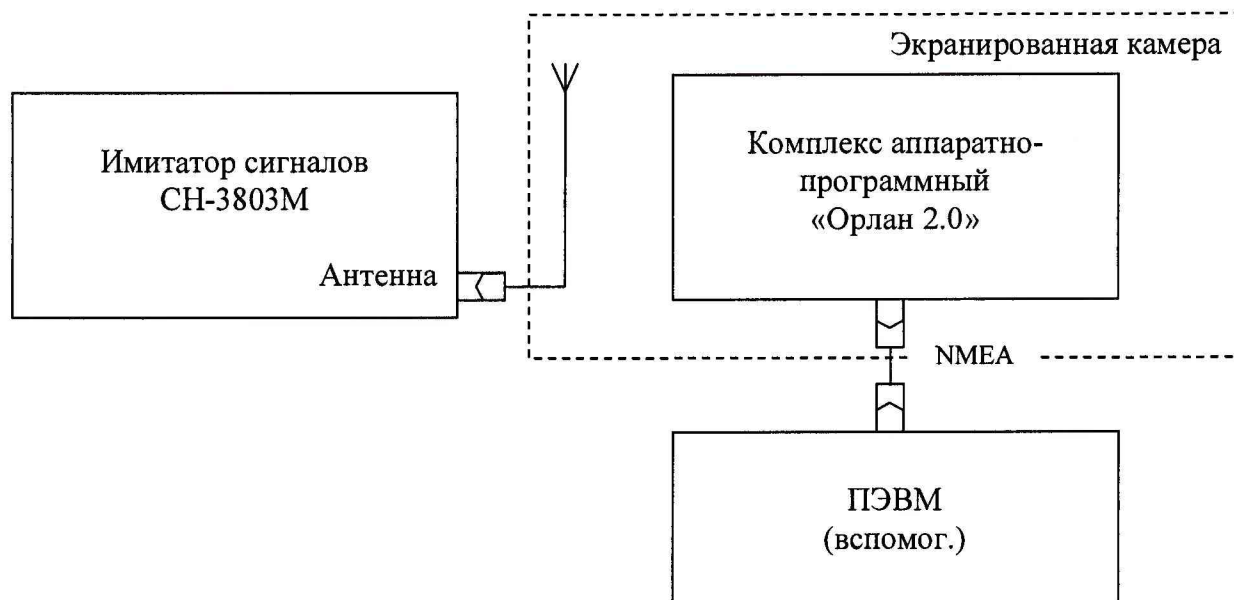 Экранированная камера
Имитатор сигналов
СН-3803М
Антенна
Комплекс аппаратно-
программный
«Орлан 2.0»
NMEA
ПЭВМ
(вспомог.)